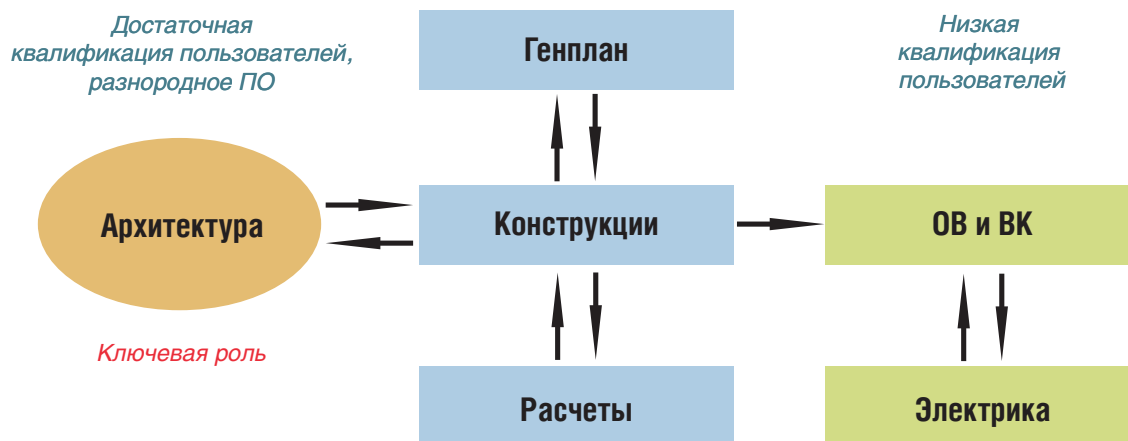 Достаточная
квалификация пользователей,
разнородное ПО
Генплан
Низкая
квалификация
пользователей
Архитектура
Конструкции
ОВ и ВК
Ключевая роль
Расчеты
Электрика